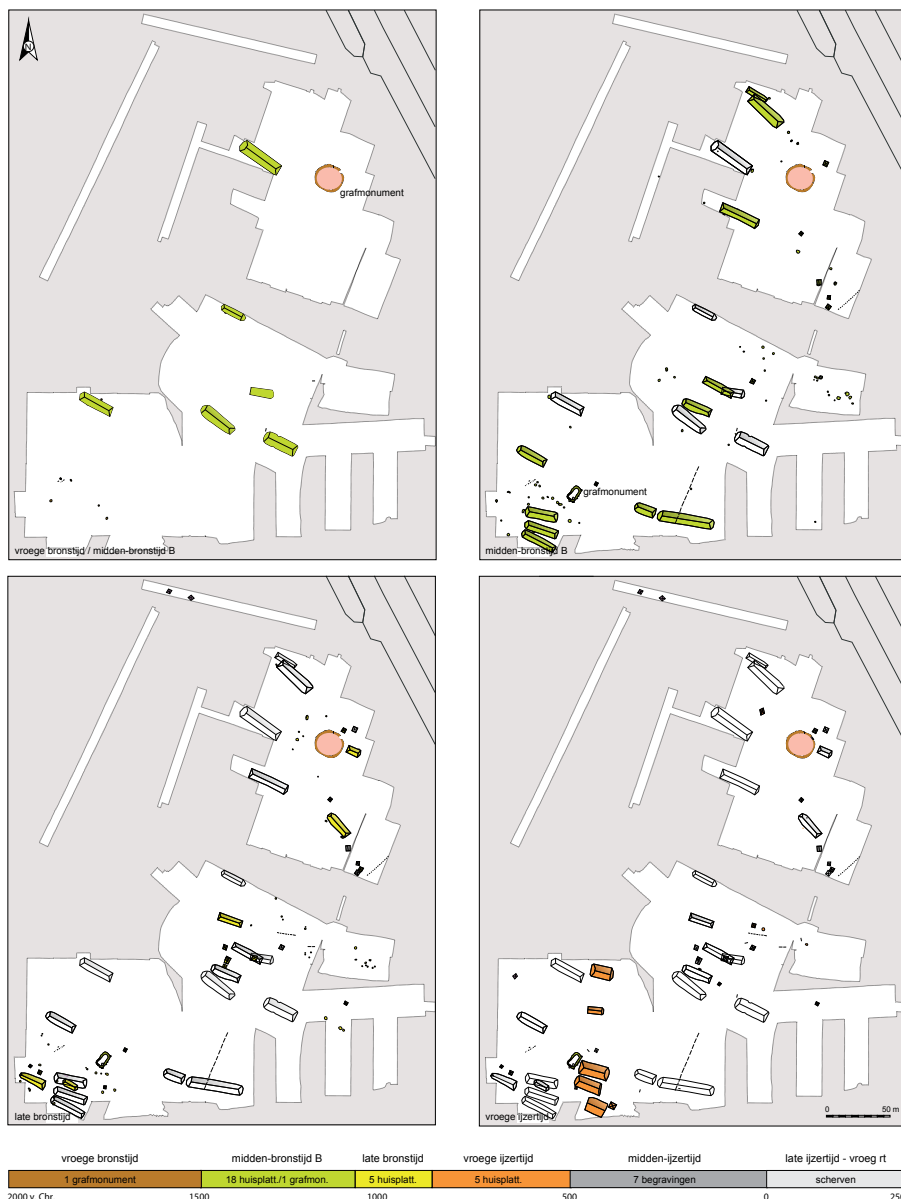 N
grafmonument
vroege bronstijd / midden-bronstijd B
grafmonument
midden-bronstijd B
late bronstijd
vroege ijzertijd
0 50 m
vroege bronstijd midden-bronstijd B late bronstijd vroege ijzertijd midden-ijzertijd late ijzertijd - vroeg rt
1 grafmonument 18 huisplatt./1 grafmon. 5 huisplatt. 5 huisplatt. 7 begravingen scherven
2000 v. Chr. 1500 1000 500 0 250